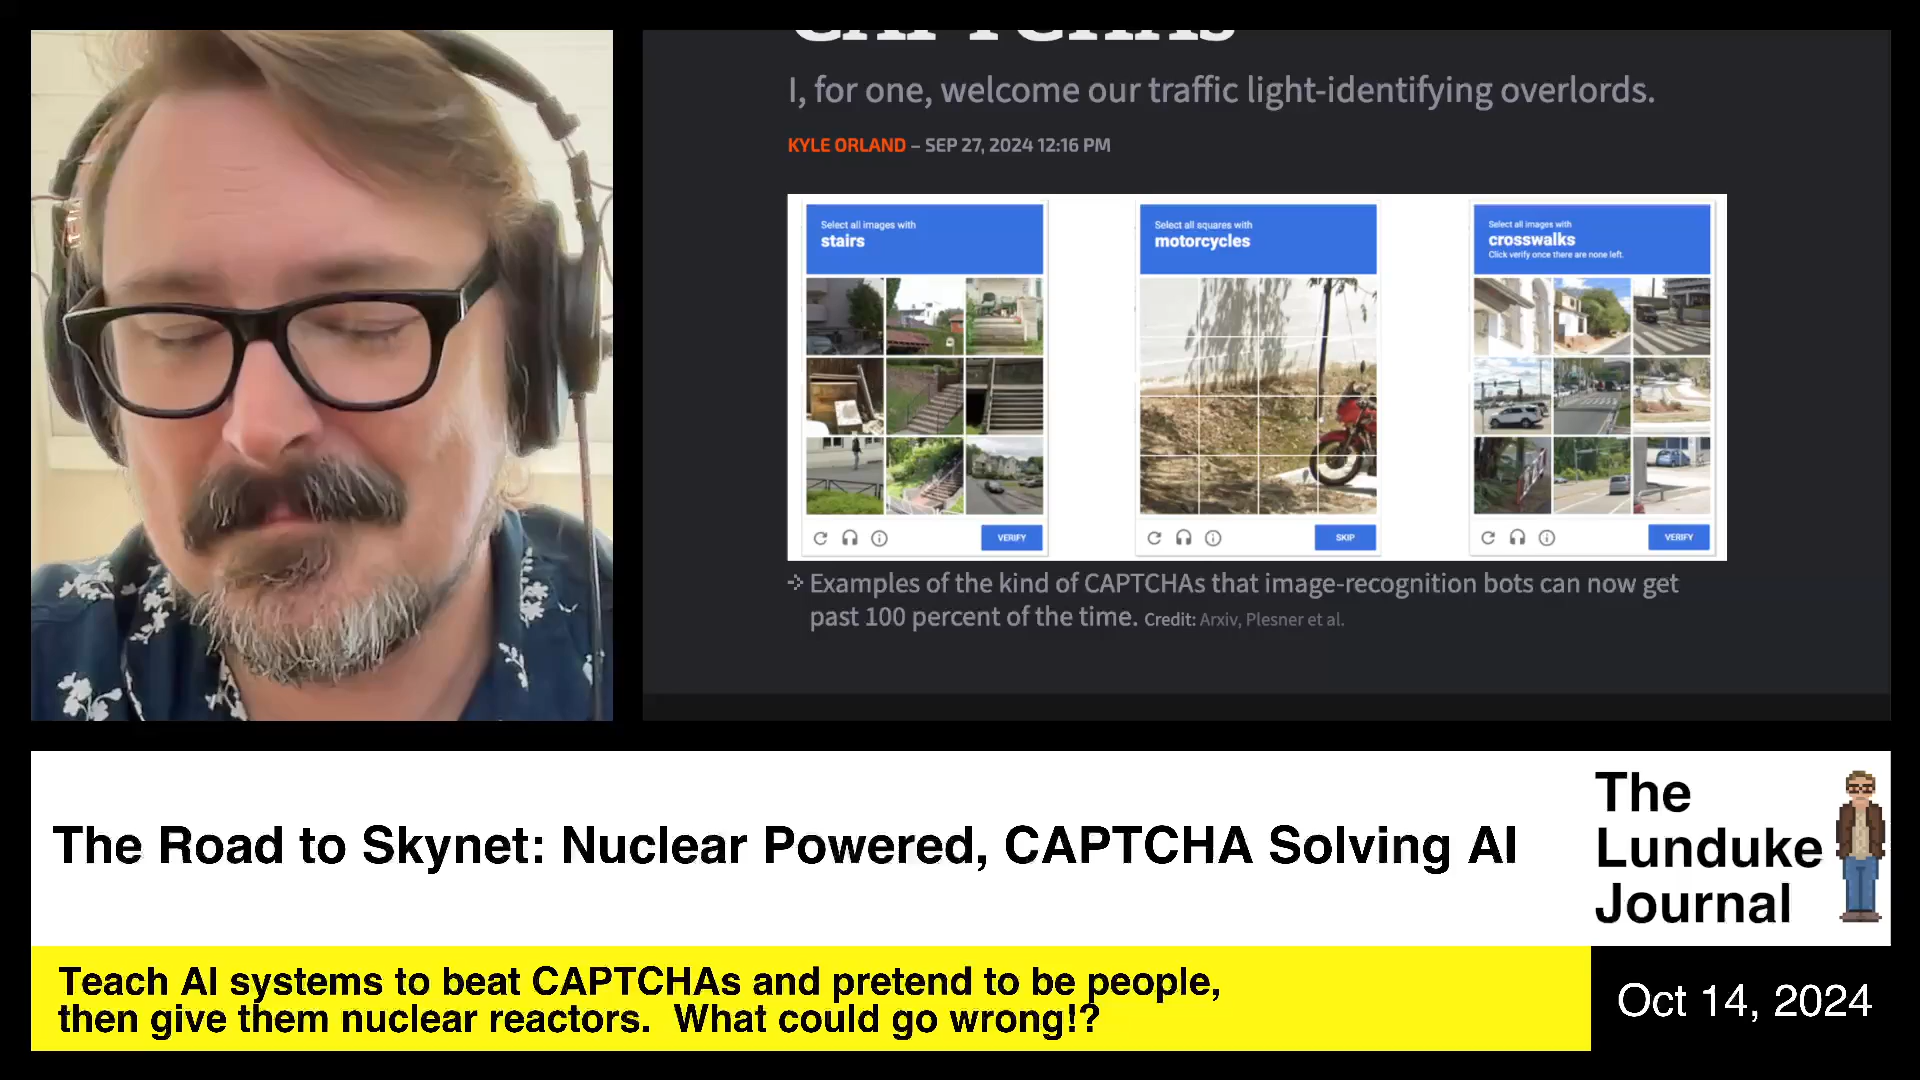 CAPTCHAs
I, for one, welcome our traffic light-identifying overlords.
KYLE ORLAND – SEP 27, 2024 12:16 PM
Select all images with
stairs
VERIFY
Select all squares with
motorcycles
SKIP
Select all images with
crosswalks
Click verify once there are none left.
VERIFY
Examples of the kind of CAPTCHAs that image-recognition bots can now get
past 100 percent of the time. Credit: Arxiv, Plesner et al.
The Road to Skynet: Nuclear Powered, CAPTCHA Solving AI
The
Lunduke
Journal
Teach AI systems to beat CAPTCHAs and pretend to be people,
then give them nuclear reactors. What could go wrong!?
Oct 14, 2024